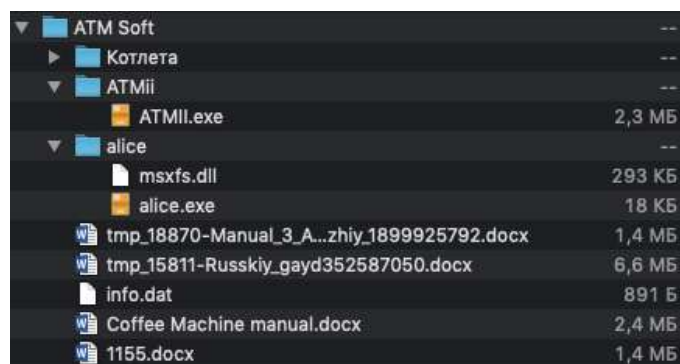 ATM Soft --
Котлета --
ATMii --
ATMII.exe 2,3 МБ
alice --
msxfs.dll 293 КБ
alice.exe 18 КБ
tmp_18870-Manual_3_A...zhiy_1899925792.docx 1,4 МБ
tmp_15811-Russkiy_gayd352587050.docx 6,6 МБ
info.dat 891 Б
Coffee Machine manual.docx 2,4 МБ
1155.docx 1,4 МБ